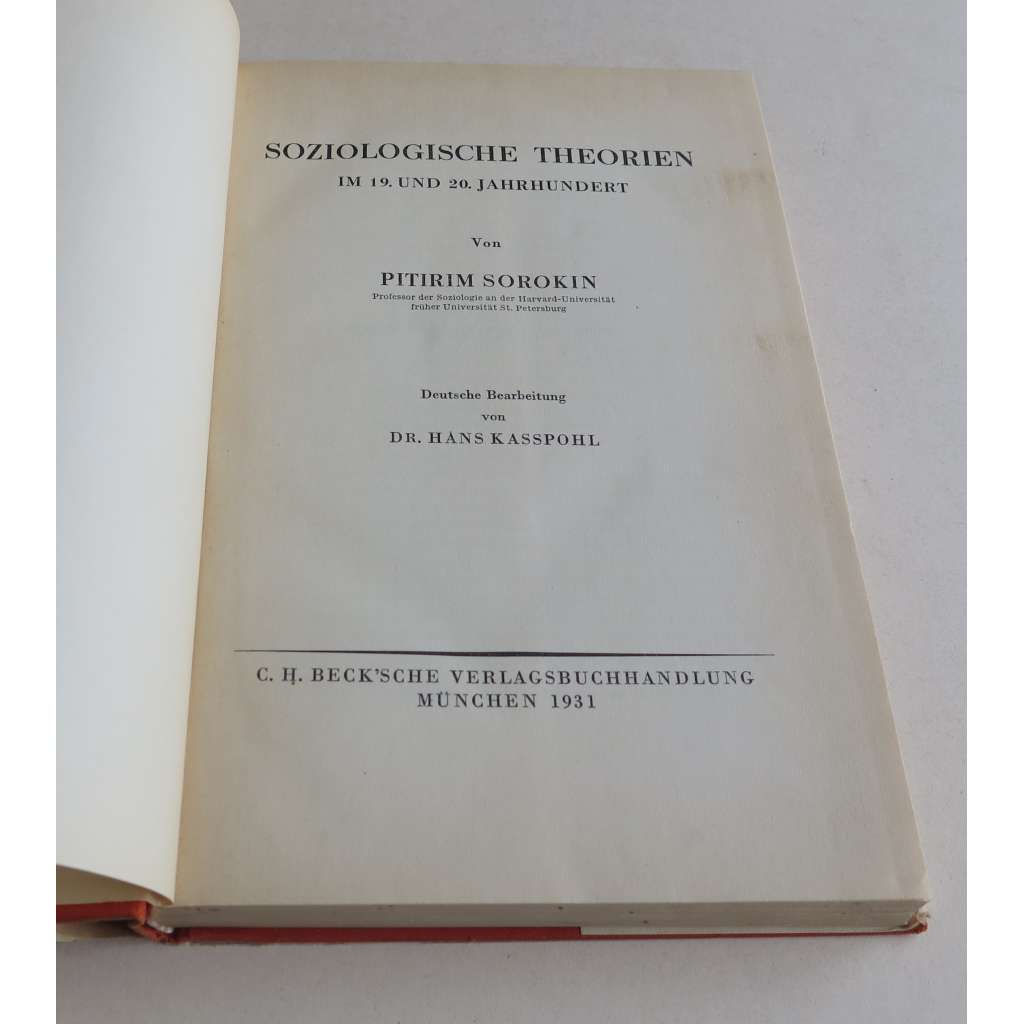 SOZIOLOGISCHE THEORIEN
IM 19. UND 20. JAHRHUNDERT
Von
PITIRIM SOROKIN
Professor der Soziologie an der Harvard-Universität
früher Universität St. Petersburg
Deutsche Bearbeitung
von
DR. HANS KASSPOHL
C. H. BECK'SCHE VERLAGSBUCHHANDLUNG
MÜNCHEN 1931